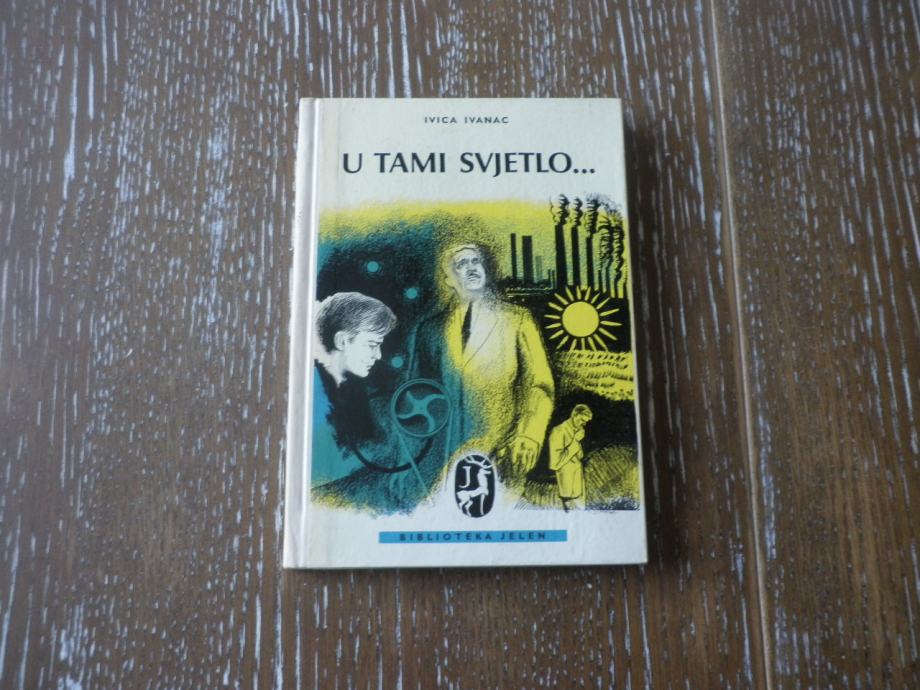 IVICA IVANAC
U TAMI SVJETLO...
J
BIBLIOTEKA JELEN